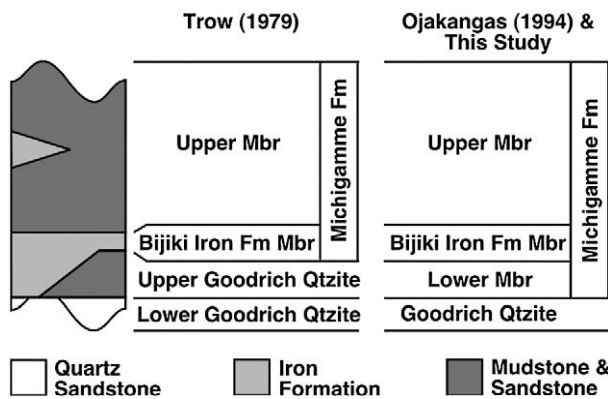 Trow (1979)
Ojakangas (1994) &
This Study
Upper Mbr
Michigamme Fm
Bijiki Iron Fm Mbr
Upper Goodrich Qtzite
Lower Goodrich Qtzite
Upper Mbr
Michigamme Fm
Bijiki Iron Fm Mbr
Lower Mbr
Goodrich Qtzite
Quartz
Sandstone
Iron
Formation
Mudstone &
Sandstone